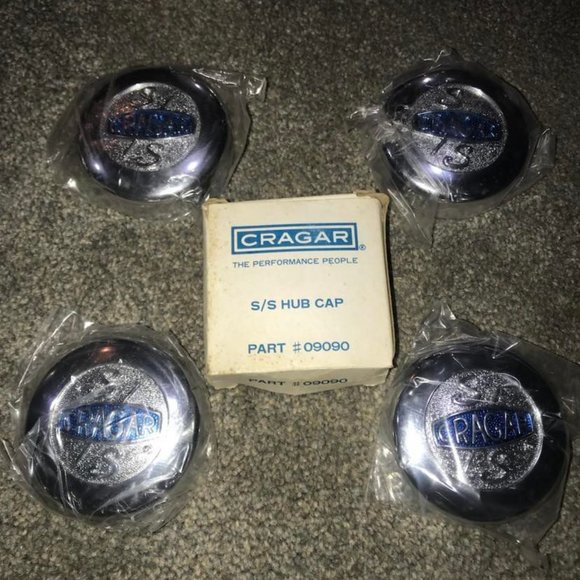 S/S
CRAGAR
S/S
CRAGAR
CRAGAR®
THE PERFORMANCE PEOPLE
S/S HUB CAP
PART #09090
PART #09090
S/S
CRAGAR
S/S
CRAGAR